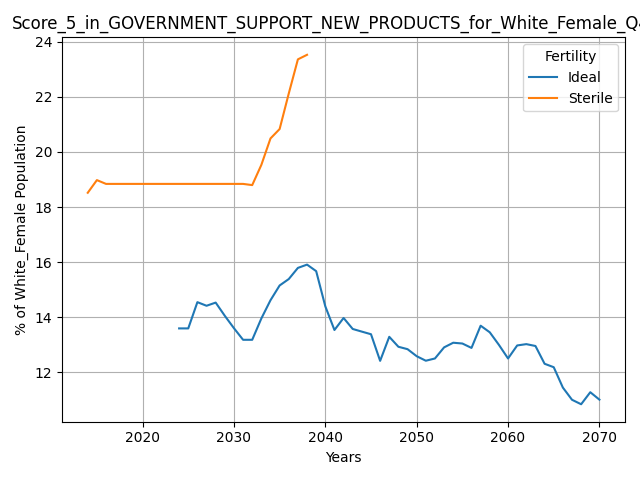 Score_5_in_GOVERNMENT_SUPPORT_NEW_PRODUCTS_for_White_Female_Q4
24
22
20
18
16
14
12
% of White_Female Population
Fertility
Ideal
Sterile
2020 2030 2040 2050 2060 2070
Years